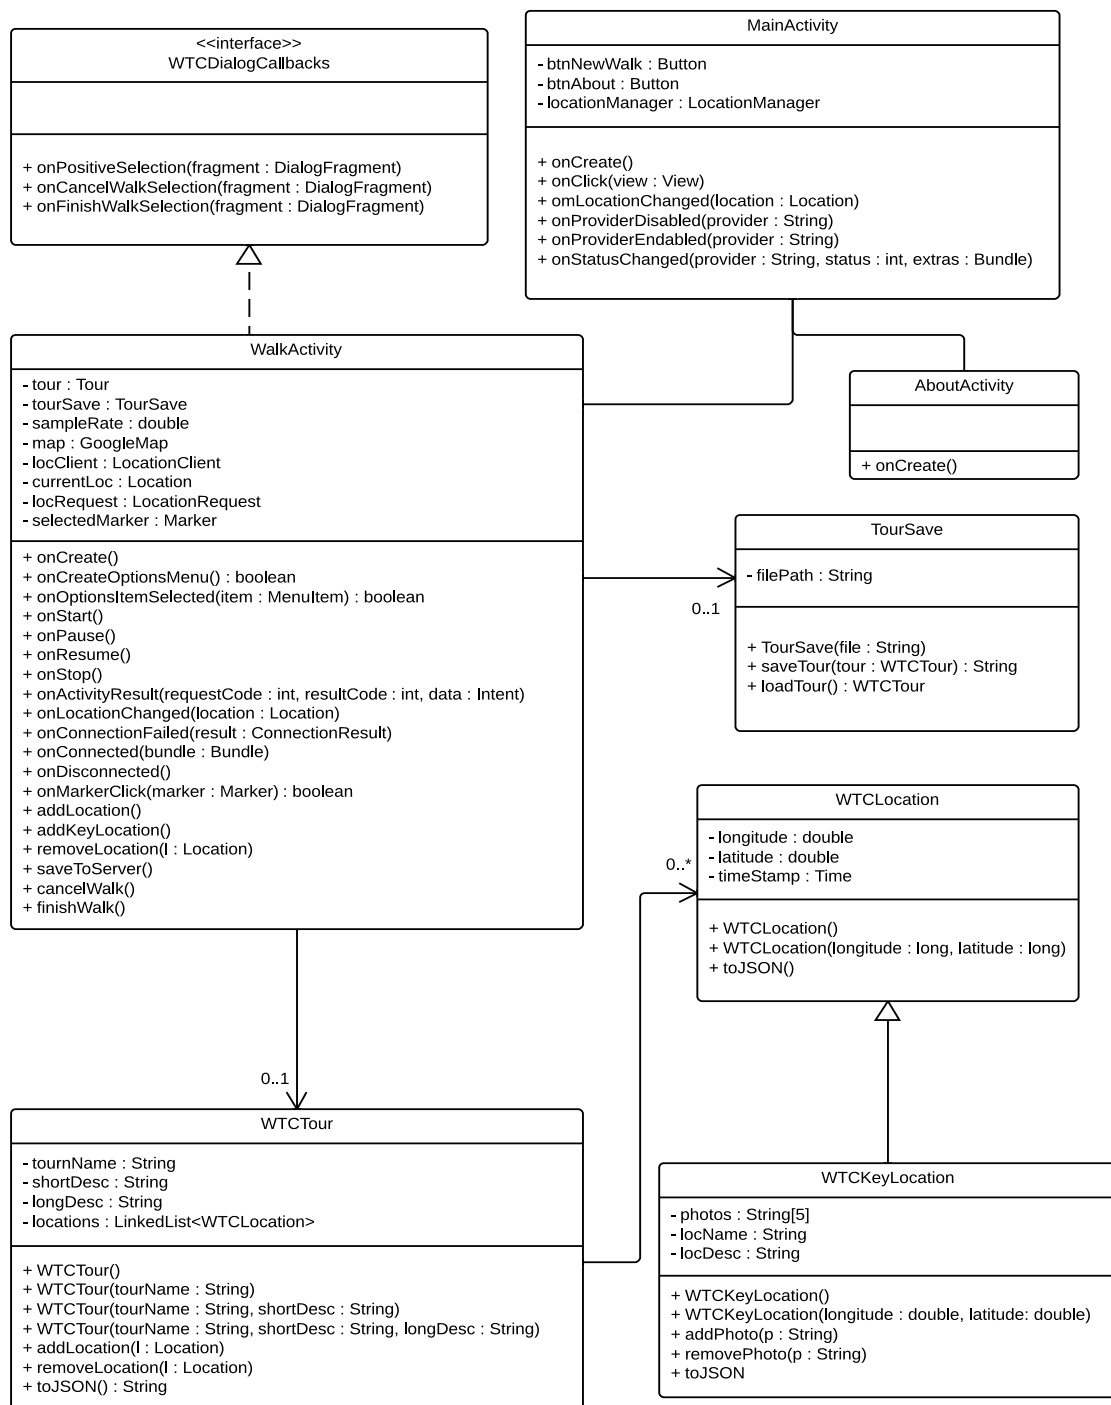 <<interface>>
WTCDialogCallbacks
+ onPositiveSelection(fragment : DialogFragment)
+ onCancelWalkSelection(fragment : DialogFragment)
+ onFinishWalkSelection(fragment : DialogFragment)
MainActivity
- btnNewWalk : Button
- btnAbout : Button
- locationManager : LocationManager
+ onCreate()
+ onClick(view : View)
+ omLocationChanged(location : Location)
+ onProviderDisabled(provider : String)
+ onProviderEndabled(provider : String)
+ onStatusChanged(provider : String, status : int, extras : Bundle)
WalkActivity
- tour : Tour
- tourSave : TourSave
- sampleRate : double
- map : GoogleMap
- locClient : LocationClient
- currentLoc : Location
- locRequest : LocationRequest
- selectedMarker : Marker
+ onCreate()
+ onCreateOptionsMenu() : boolean
+ onOptionsItemSelected(item : MenuItem) : boolean
+ onStart()
+ onPause()
+ onResume()
+ onStop()
+ onActivityResult(requestCode : int, resultCode : int, data : Intent)
+ onLocationChanged(location : Location)
+ onConnectionFailed(result : ConnectionResult)
+ onConnected(bundle : Bundle)
+ onDisconnected()
+ onMarkerClick(marker : Marker) : boolean
+ addLocation()
+ addKeyLocation()
+ removeLocation(l : Location)
+ saveToServer()
+ cancelWalk()
+ finishWalk()
AboutActivity
+ onCreate()
TourSave
- filePath : String
+ TourSave(file : String)
+ saveTour(tour : WTCTour) : String
+ loadTour() : WTCTour
0..1
WTCLocation
- longitude : double
- latitude : double
- timeStamp : Time
+ WTCLocation()
+ WTCLocation(longitude : long, latitude : long)
+ toJSON()
0..*
0..1
WTCTour
- tournName : String
- shortDesc : String
- longDesc : String
- locations : LinkedList<WTCLocation>
+ WTCTour()
+ WTCTour(tourName : String)
+ WTCTour(tourName : String, shortDesc : String)
+ WTCTour(tourName : String, shortDesc : String, longDesc : String)
+ addLocation(l : Location)
+ removeLocation(l : Location)
+ toJSON() : String
WTCKeyLocation
- photos : String[5]
- locName : String
- locDesc : String
+ WTCKeyLocation()
+ WTCKeyLocation(longitude : double, latitude: double)
+ addPhoto(p : String)
+ removePhoto(p : String)
+ toJSON